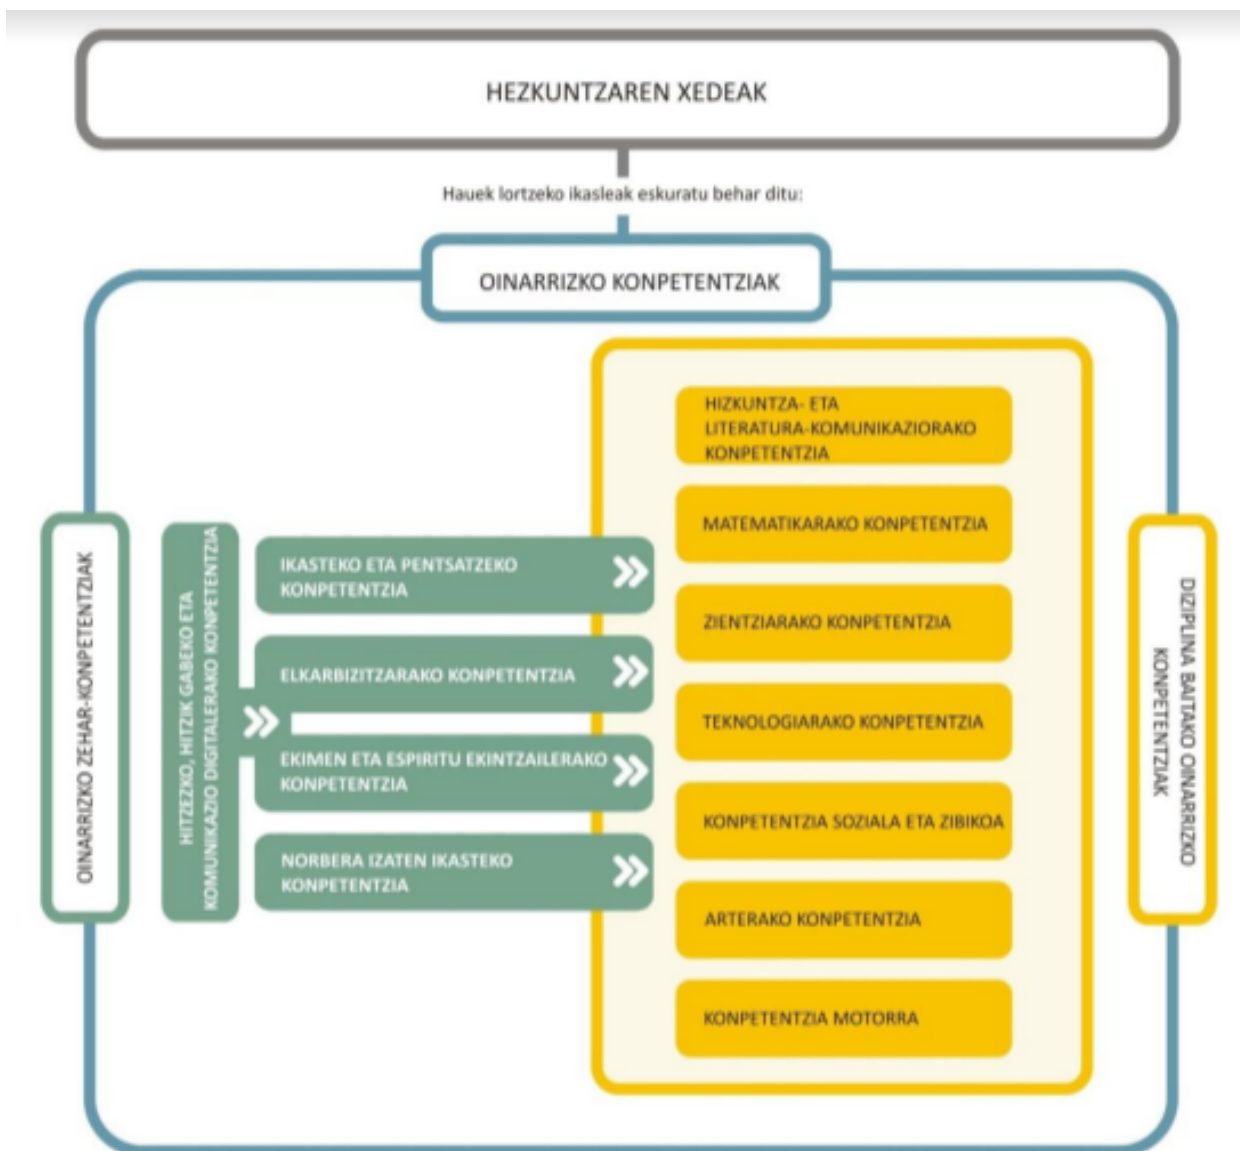 HEZKUNTZAREN XEDEAK
Hauek lortzeko ikasleak eskuratu behar ditu:
OINARRIZKO KONPETENTZIAK
OINARRIZKO ZEHAR-KONPETENTZIAK
HITZEZKO, HITZIK GABEKO ETA
KOMUNIKAZIO DIGITALERAKO KONPETENTZIA
IKASTEKO ETA PENTSATZEKO
KONPETENTZIA
ELKARBIZITZARAKO KONPETENTZIA
EKIMEN ETA ESPIRITU EKINTZAILERAKO
KONPETENTZIA
NORBERA IZATEN IKASTEKO
KONPETENTZIA
HIZKUNTZA- ETA
LITERATURA-KOMUNIKAZIORAKO
KONPETENTZIA
MATEMATIKARAKO KONPETENTZIA
ZIENTZIARAKO KONPETENTZIA
TEKNOLOGIARAKO KONPETENTZIA
KONPETENTZIA SOZIALA ETA ZIBIKOA
ARTERAKO KONPETENTZIA
KONPETENTZIA MOTORRA
DIZIPLINA BAITAKO OINARRIZKO
KONPETENTZIAK